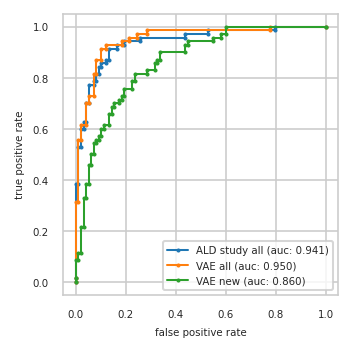 1.0
0.8
0.6
0.4
0.2
0.0
true positive rate
ALD study all (auc: 0.941)
VAE all (auc: 0.950)
VAE new (auc: 0.860)
0.0 0.2 0.4 0.6 0.8 1.0
false positive rate